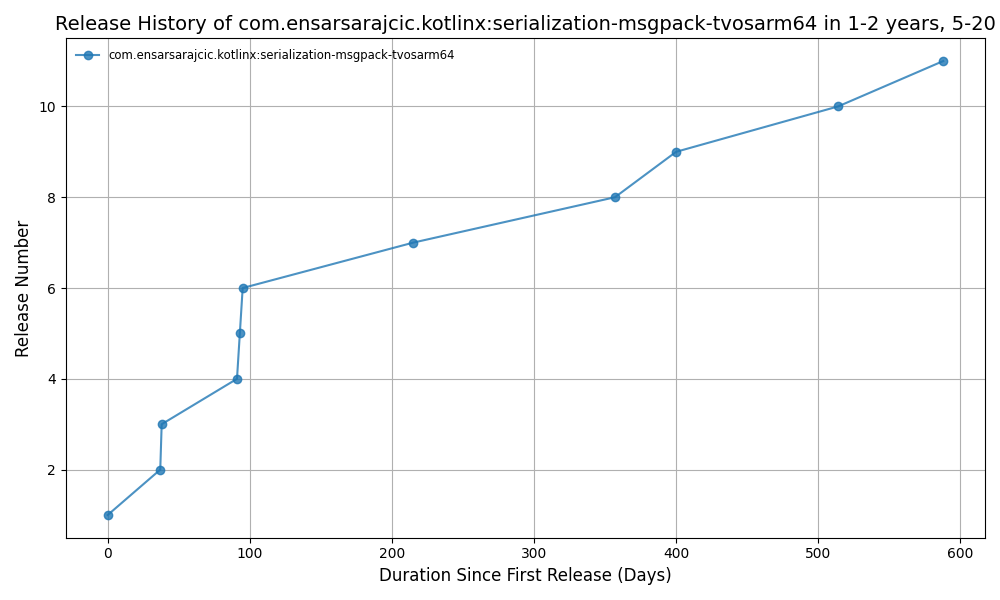 Release History of com.ensarsarajcic.kotlinx:serialization-msgpack-tvosarm64 in 1-2 years, 5-20
com.ensarsarajcic.kotlinx:serialization-msgpack-tvosarm64
10
8
6
4
2
Release Number
0 100 200 300 400 500 600
Duration Since First Release (Days)